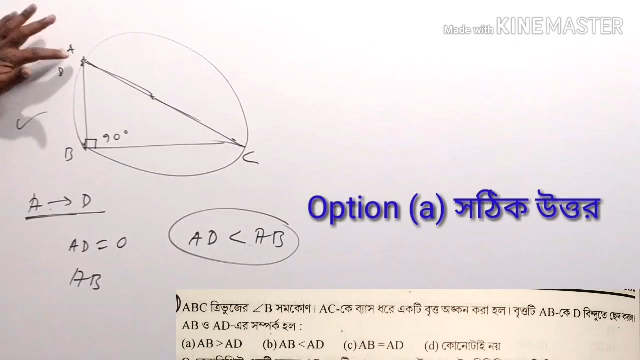 Made with KINEMASTER
A
D
B
90°
C
A → D
AD = 0
AB
AD < AB
Option (a) সঠিক উত্তর
ABC ত্রিভুজের ∠B সমকোণ। AC-কে ব্যাস ধরে একটি বৃত্ত অঙ্কন করা হল। বৃত্তটি AB-কে D বিন্দুতে ছেদ করল।
AB ও AD-এর সম্পর্ক হল :
(a) AB > AD (b) AB < AD (c) AB = AD (d) কোনোটাই নয়